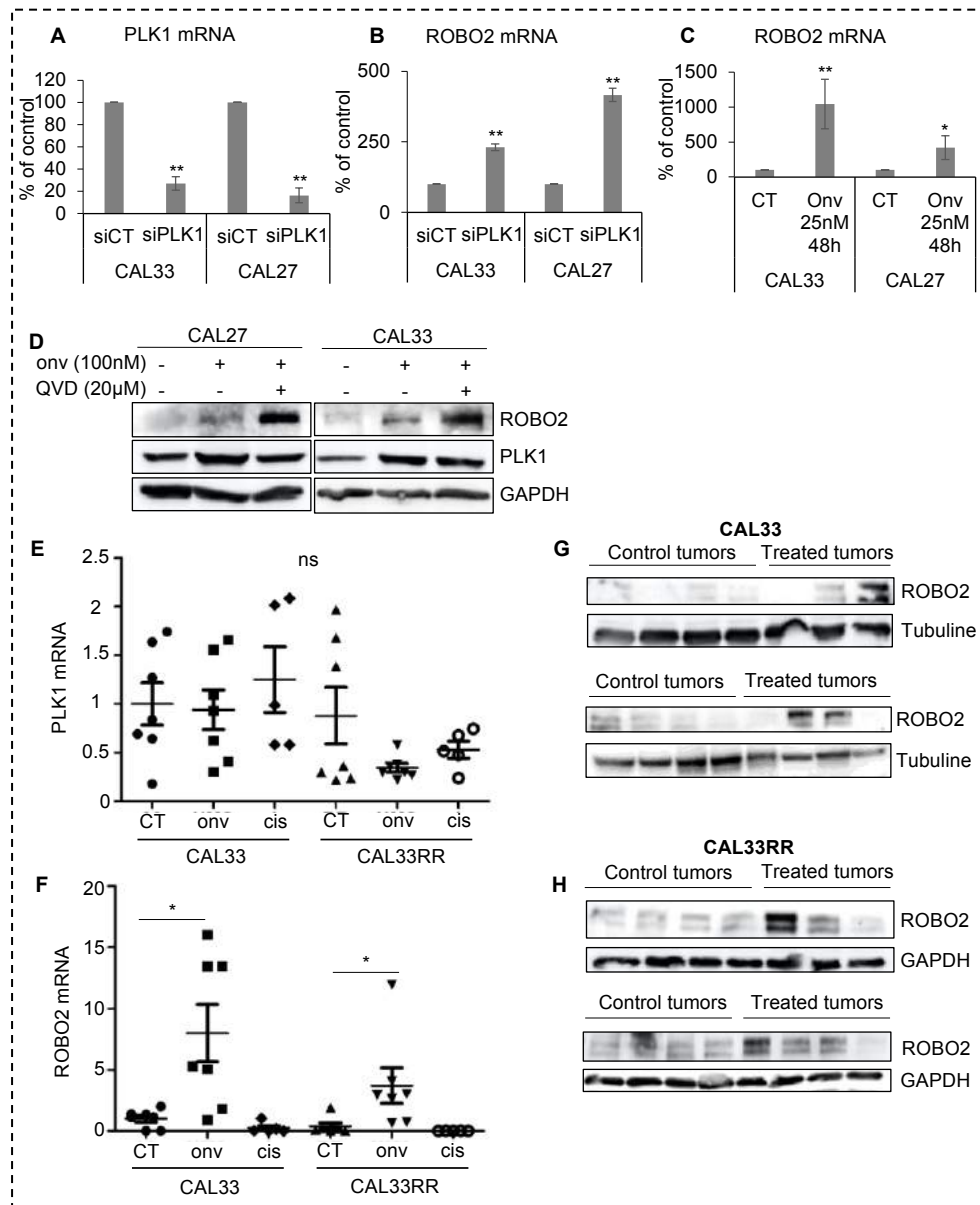 A PLK1 mRNA
B ROBO2 mRNA
C ROBO2 mRNA
% of ocntrol
120
100
80
60
40
20
0
**
**
siCT siPLK1 siCT siPLK1
CAL33 CAL27
% of control
500
250
0
**
**
siCT siPLK1 siCT siPLK1
CAL33 CAL27
% of control
1500
1000
500
0
**
*
CT Onv 25nM 48h CT Onv 25nM 48h
CAL33 CAL27
D
CAL27 CAL33
onv (100nM) - + + - + +
QVD (20µM) - - + - - +
ROBO2
PLK1
GAPDH
E
PLK1 mRNA
2.5
2
1.5
1
0.5
0
ns
CT onv cis CT onv cis
CAL33 CAL33RR
F
ROBO2 mRNA
20
15
10
5
0
*
*
CT onv cis CT onv cis
CAL33 CAL33RR
CAL33
G
Control tumors Treated tumors
ROBO2
Tubuline
Control tumors Treated tumors
ROBO2
Tubuline
CAL33RR
H
Control tumors Treated tumors
ROBO2
GAPDH
Control tumors Treated tumors
ROBO2
GAPDH